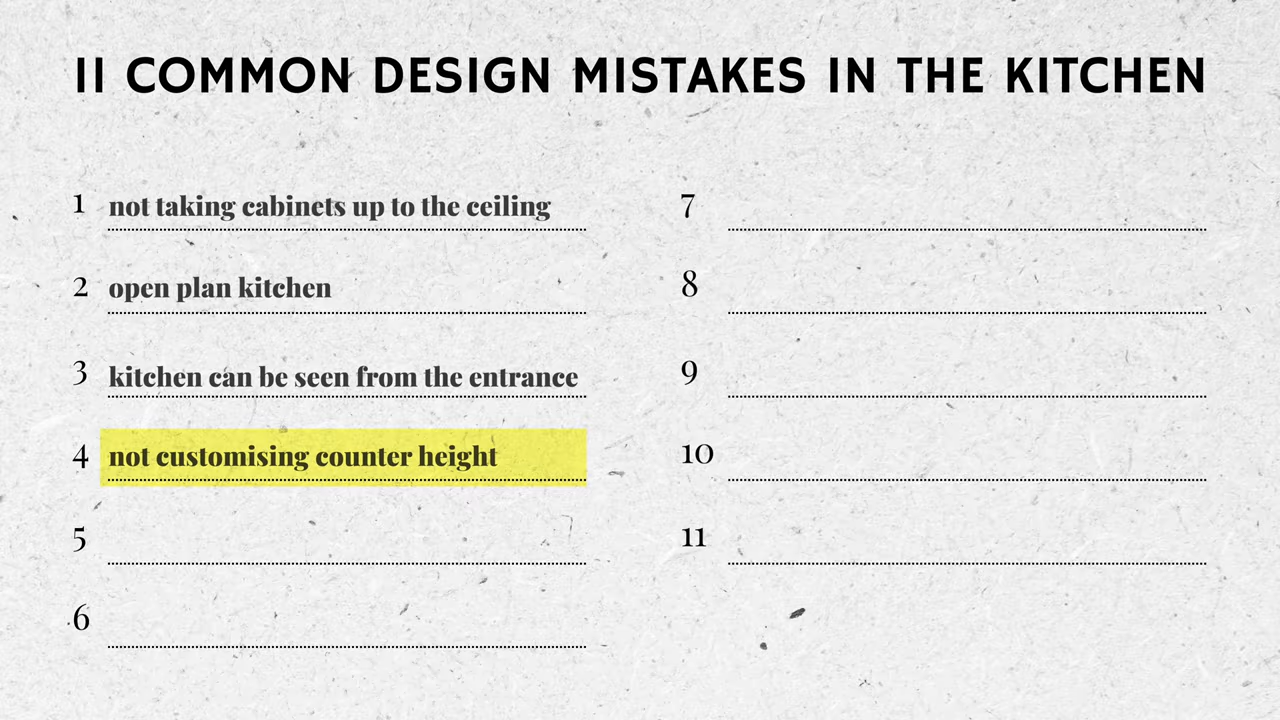 11 COMMON DESIGN MISTAKES IN THE KITCHEN
1 not taking cabinets up to the ceiling
2 open plan kitchen
3 kitchen can be seen from the entrance
4 not customising counter height
5
6
7
8
9
10
11